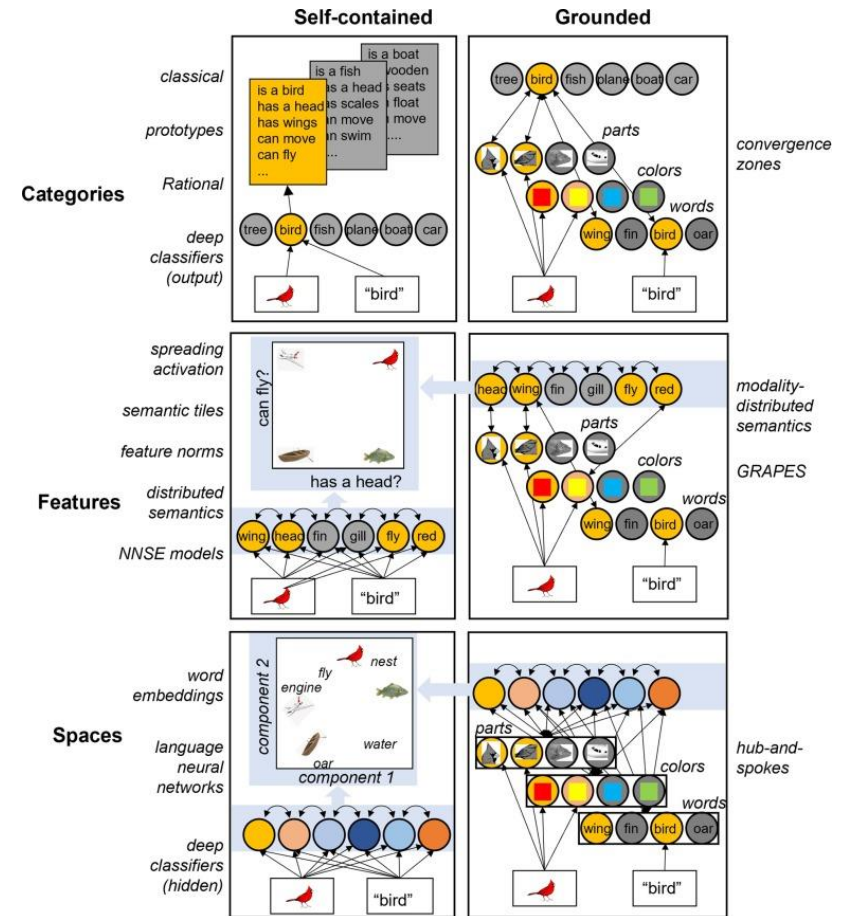 Self-contained
Grounded
Categories
classical
prototypes
Rational
deep
classifiers
(output)
is a boat
wooden
s seats
float
move
....
is a fish
has a head
has scales
can move
can swim
...
is a bird
has a head
has wings
can move
can fly
...
tree bird fish plane boat car
"bird"
tree bird fish plane boat car
parts
colors
words
wing fin bird oar
"bird"
convergence
zones
Features
spreading
activation
semantic tiles
feature norms
distributed
semantics
NNSE models
can fly?
has a head?
wing head fin gill fly red
"bird"
head wing fin gill fly red
parts
colors
words
wing fin bird oar
"bird"
modality-
distributed
semantics
GRAPES
Spaces
word
embeddings
language
neural
networks
deep
classifiers
(hidden)
component 2
fly nest
engine
water
oar
component 1
"bird"
parts
colors
words
wing fin bird oar
"bird"
hub-and-
spokes